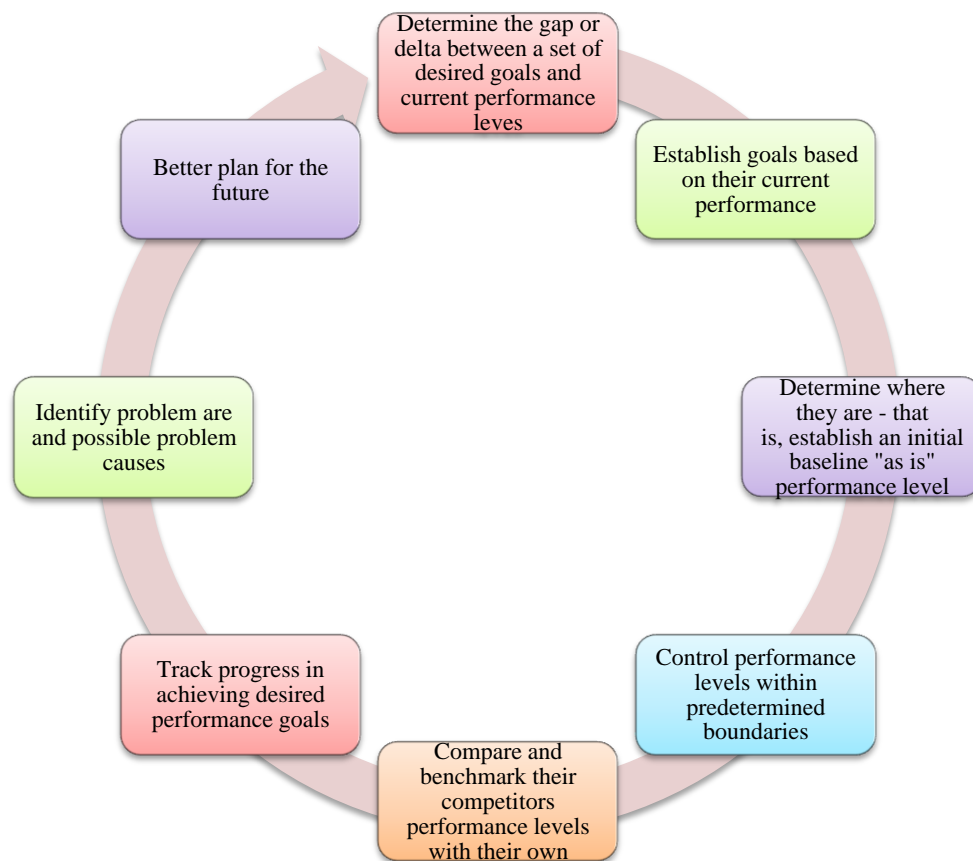 Determine the gap or
delta between a set of
desired goals and
current performance
leves
Establish goals based
on their current
performance
Determine where
they are - that
is, establish an initial
baseline "as is"
performance level
Control performance
levels within
predetermined
boundaries
Compare and
benchmark their
competitors
performance levels
with their own
Track progress in
achieving desired
performance goals
Identify problem are
and possible problem
causes
Better plan for the
future